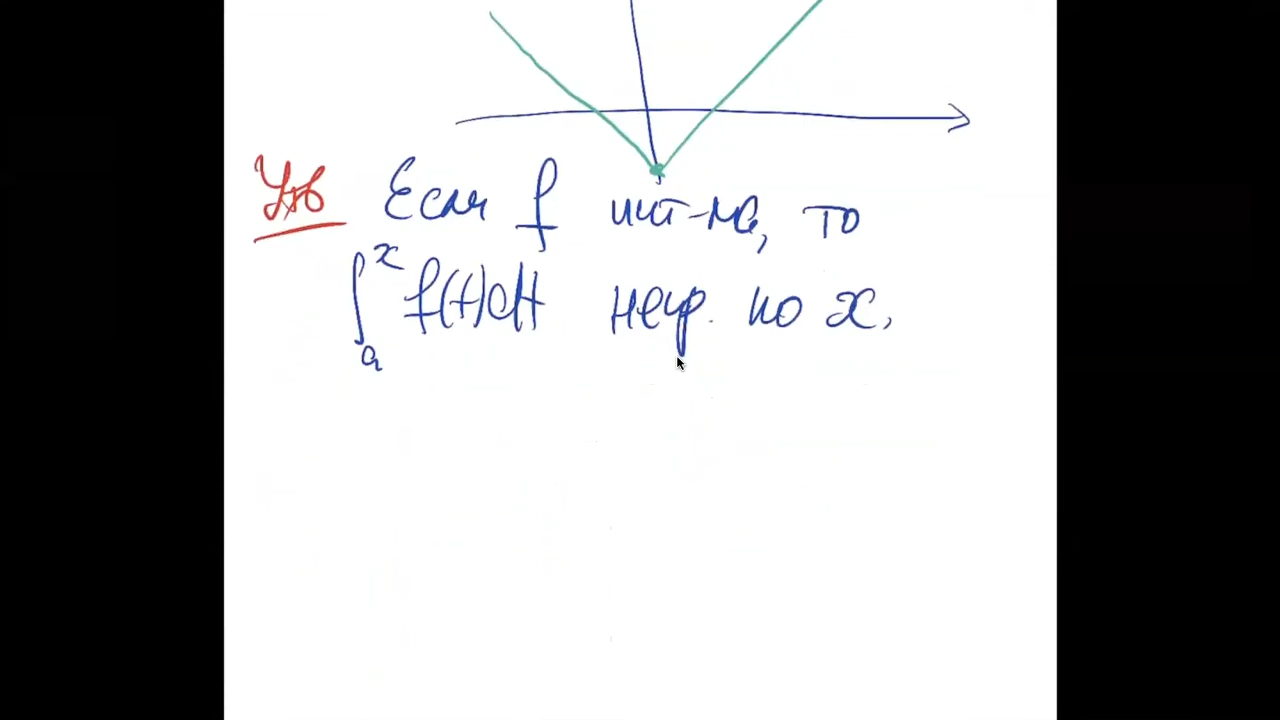 Утв Если f инт-ма, то
∫ₐˣ f(t)dt непр. по x.